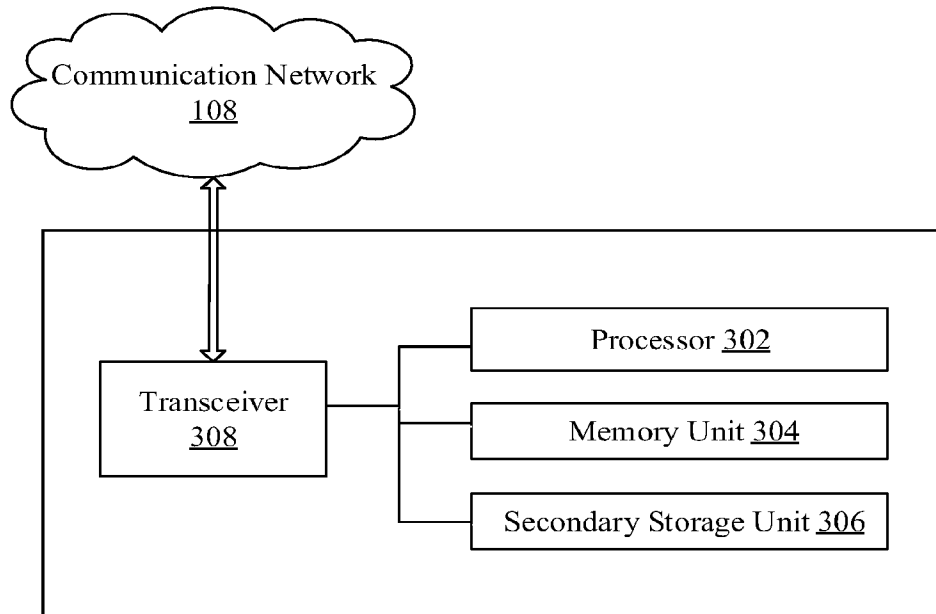 Communication Network
108
Processor 302
Transceiver
308
Memory Unit 304
Secondary Storage Unit 306